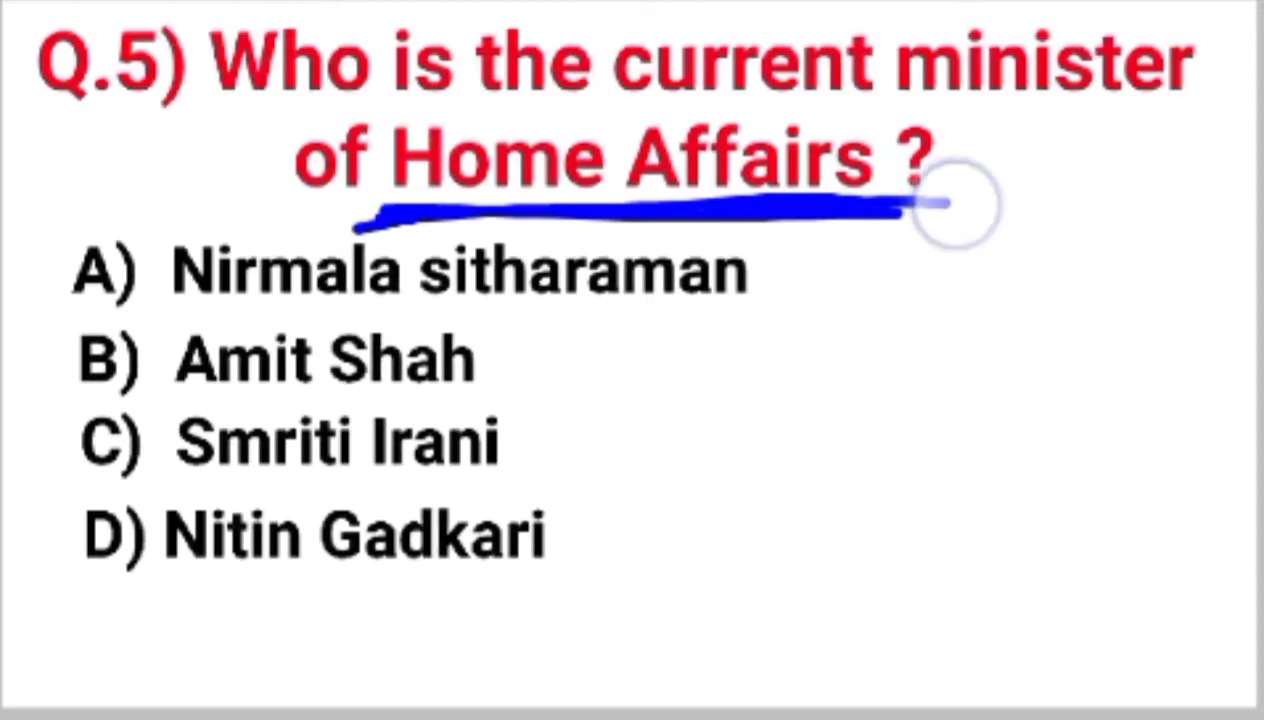 Q.5) Who is the current minister
of Home Affairs ?
A) Nirmala sitharaman
B) Amit Shah
C) Smriti Irani
D) Nitin Gadkari